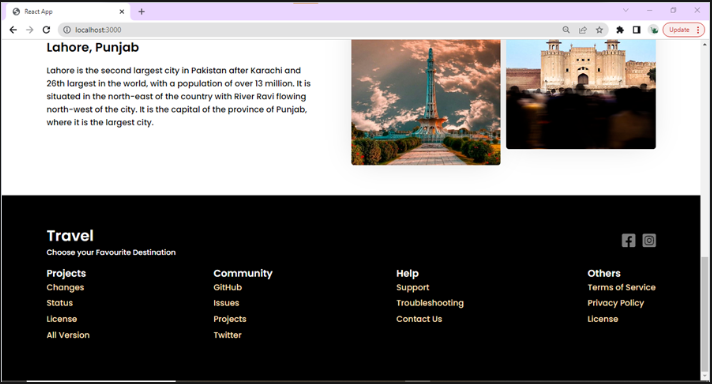 React App
localhost:3000
Update
Lahore, Punjab
Lahore is the second largest city in Pakistan after Karachi and
26th largest in the world, with a population of over 13 million. It is
situated in the north-east of the country with River Ravi flowing
north-west of the city. It is the capital of the province of Punjab,
where it is the largest city.
Travel
Choose your Favourite Destination
Projects
Changes
Status
License
All Version
Community
GitHub
Issues
Projects
Twitter
Help
Support
Troubleshooting
Contact Us
Others
Terms of Service
Privacy Policy
License